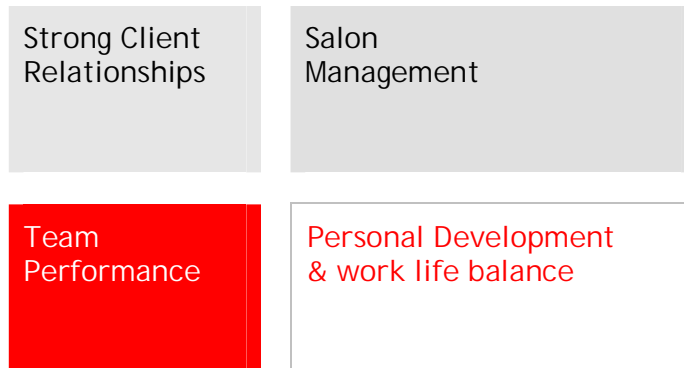 Strong Client
Relationships
Salon
Management
Team
Performance
Personal Development
& work life balance